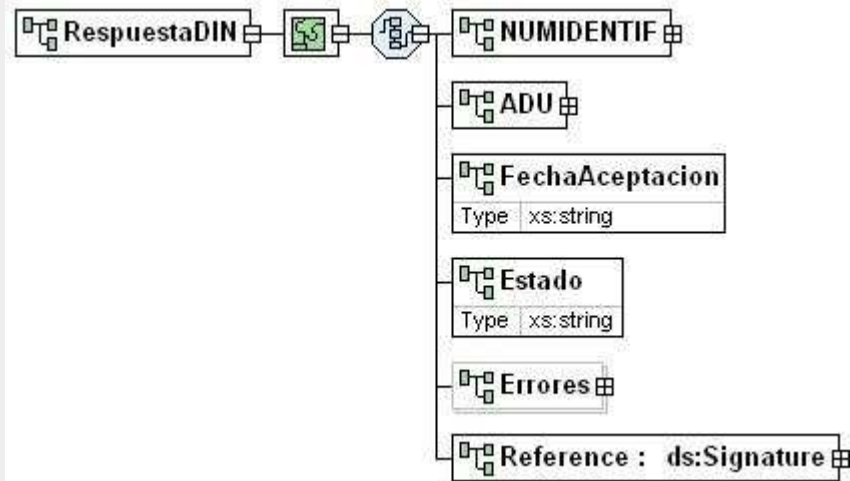 RespuestaDIN
NUMIDENTIF
ADU
FechaAceptacion
Type xs:string
Estado
Type xs:string
Errores
Reference : ds:Signature